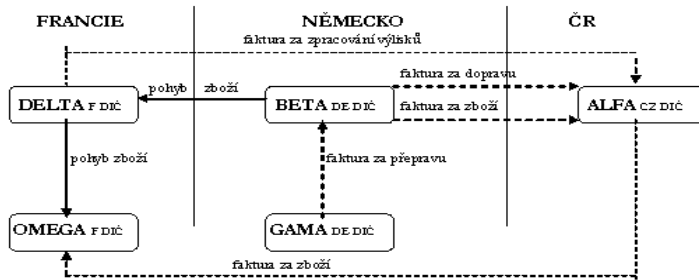 FRANCIE NĚMECKO ČR
faktura za zpracování výlisků
pohyb zboží
faktura za dopravu
DELTA F DIČ
BETA DE DIČ
faktura za zboží
ALFA CZ DIČ
pohyb zboží
faktura za přepravu
OMEGA F DIČ
GAMA DE DIČ
faktura za zboží